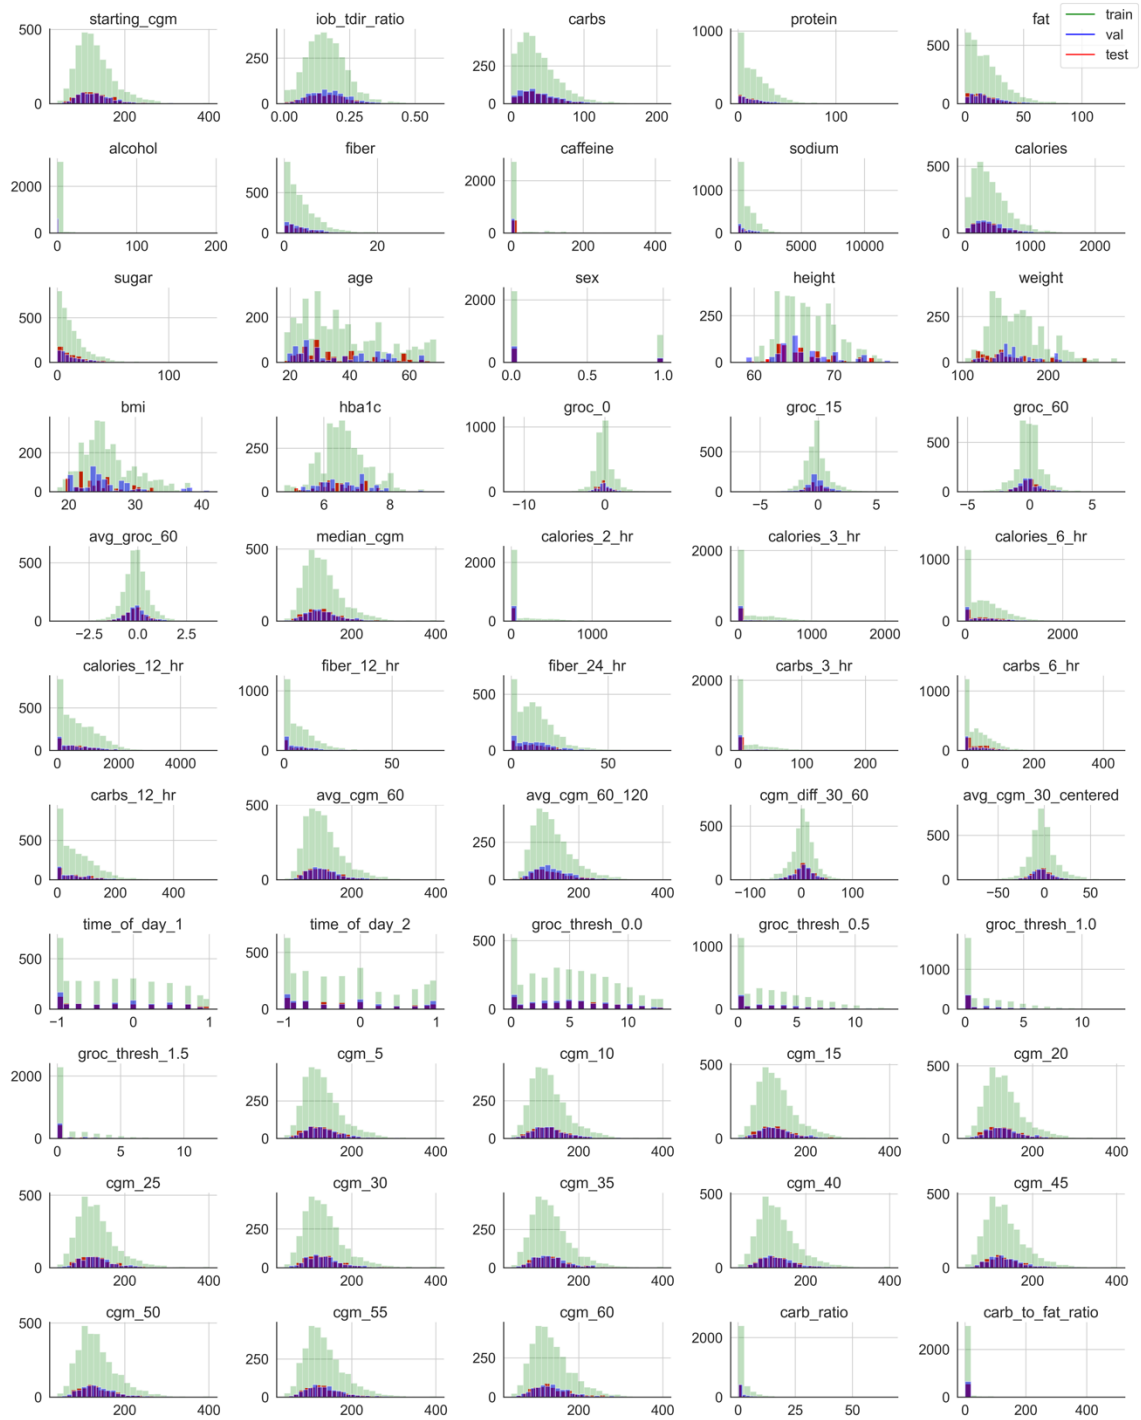 starting_cgm iob_tdir_ratio carbs protein fat
train
val
test
500 250 250 1000 500
0 0 0 0 0
200 400 0.00 0.25 0.50 0 100 200 0 100 0 50 100
alcohol fiber caffeine sodium calories
2000 500 2000 1000 500
0 0 0 0 0
0 100 200 0 20 0 200 400 0 5000 10000 0 1000 2000
sugar age sex height weight
500 200 2000 250 250
0 0 0 0 0
0 100 20 40 60 0.0 0.5 1.0 60 70 100 200
bmi hba1c groc_0 groc_15 groc_60
200 250 1000 500 500
0 0 0 0 0
20 30 40 6 8 −10 0 −5 0 5 −5 0 5
avg_groc_60 median_cgm calories_2_hr calories_3_hr calories_6_hr
500 500 2000 2000 1000
0 0 0 0 0
−2.5 0.0 2.5 200 400 0 1000 0 1000 2000 0 2000
calories_12_hr fiber_12_hr fiber_24_hr carbs_3_hr carbs_6_hr
500 1000 500 2000 1000
0 0 0 0 0
0 2000 4000 0 50 0 50 0 100 200 0 200 400
carbs_12_hr avg_cgm_60 avg_cgm_60_120 cgm_diff_30_60 avg_cgm_30_centered
500 500 250 500 500
0 0 0 0 0
0 200 400 200 400 200 400 −100 0 100 −50 0 50
time_of_day_1 time_of_day_2 groc_thresh_0.0 groc_thresh_0.5 groc_thresh_1.0
500 500 500 1000 1000
0 0 0 0 0
−1 0 1 −1 0 1 0 5 10 0 5 10 0 5 10
groc_thresh_1.5 cgm_5 cgm_10 cgm_15 cgm_20
2000 250 250 500 500
0 0 0 0 0
0 5 10 200 400 200 400 200 400 200 400
cgm_25 cgm_30 cgm_35 cgm_40 cgm_45
500 250 250 500 500
0 0 0 0 0
200 400 200 400 200 400 200 400 200 400
cgm_50 cgm_55 cgm_60 carb_ratio carb_to_fat_ratio
500 250 250 2000 2000
0 0 0 0 0
200 400 200 400 200 400 0 25 50 0 100 200